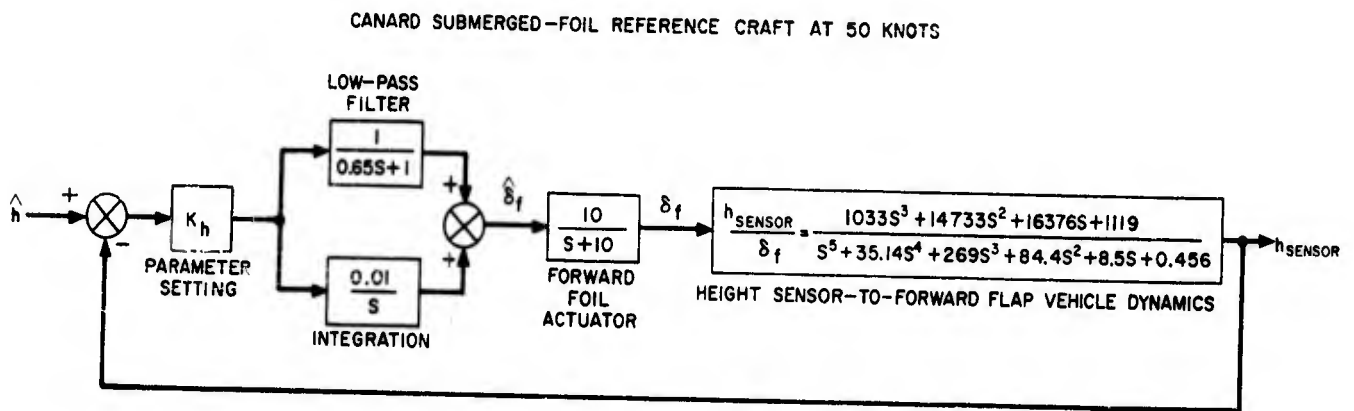 CANARD SUBMERGED-FOIL REFERENCE CRAFT AT 50 KNOTS
LOW-PASS
FILTER
1
0.65S+1
ĥ
+
-
K_h
PARAMETER
SETTING
0.01
S
INTEGRATION
+
+
δ̂_f
10
S+10
FORWARD
FOIL
ACTUATOR
δ_f
h_SENSOR
δ_f
=
1033S³+14733S²+16376S+1119
S⁵+35.14S⁴+269S³+84.4S²+8.5S+0.456
HEIGHT SENSOR-TO-FORWARD FLAP VEHICLE DYNAMICS
h_SENSOR